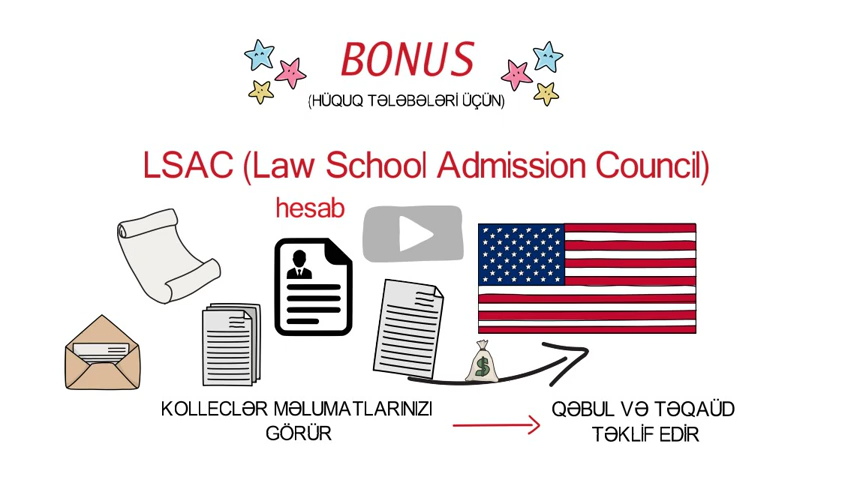 BONUS
(HÜQUQ TƏLƏBƏLƏRİ ÜÇÜN)
LSAC (Law School Admission Council)
hesab
$
KOLLECLƏR MƏLUMATLARINIZI
GÖRÜR
QƏBUL VƏ TƏQAÜD
TƏKLİF EDİR